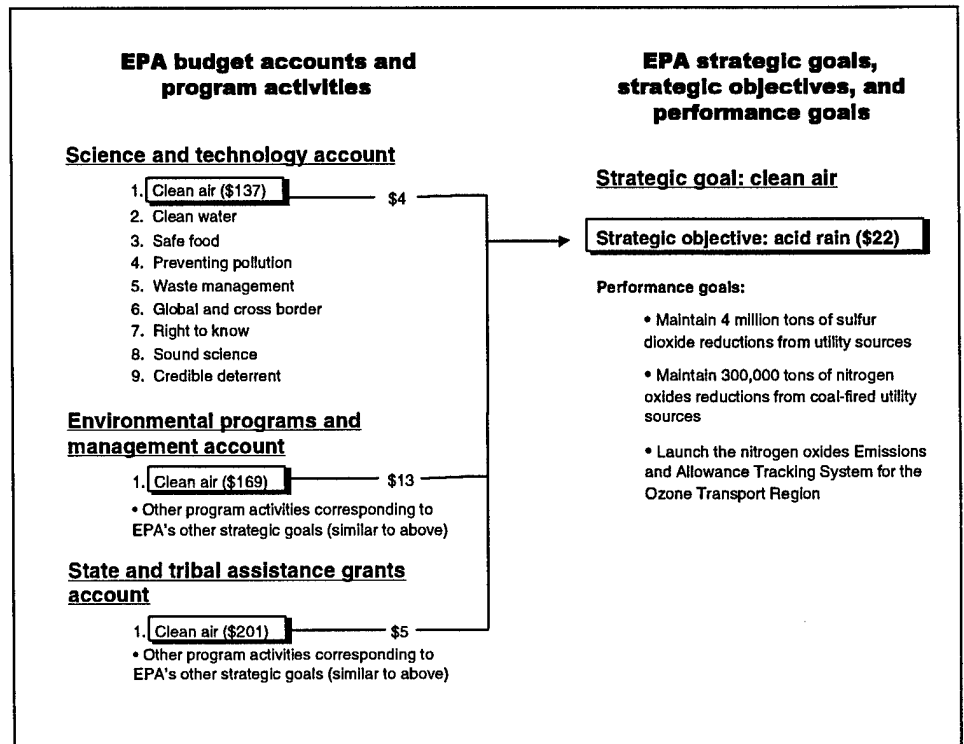 EPA budget accounts and
program activities
Science and technology account
1. Clean air ($137)
$4
2. Clean water
3. Safe food
4. Preventing pollution
5. Waste management
6. Global and cross border
7. Right to know
8. Sound science
9. Credible deterrent
Environmental programs and
management account
1. Clean air ($169)
$13
• Other program activities corresponding to
EPA's other strategic goals (similar to above)
State and tribal assistance grants
account
1. Clean air ($201)
$5
• Other program activities corresponding to
EPA's other strategic goals (similar to above)
EPA strategic goals,
strategic objectives, and
performance goals
Strategic goal: clean air
Strategic objective: acid rain ($22)
Performance goals:
• Maintain 4 million tons of sulfur
dioxide reductions from utility sources
• Maintain 300,000 tons of nitrogen
oxides reductions from coal-fired utility
sources
• Launch the nitrogen oxides Emissions
and Allowance Tracking System for the
Ozone Transport Region